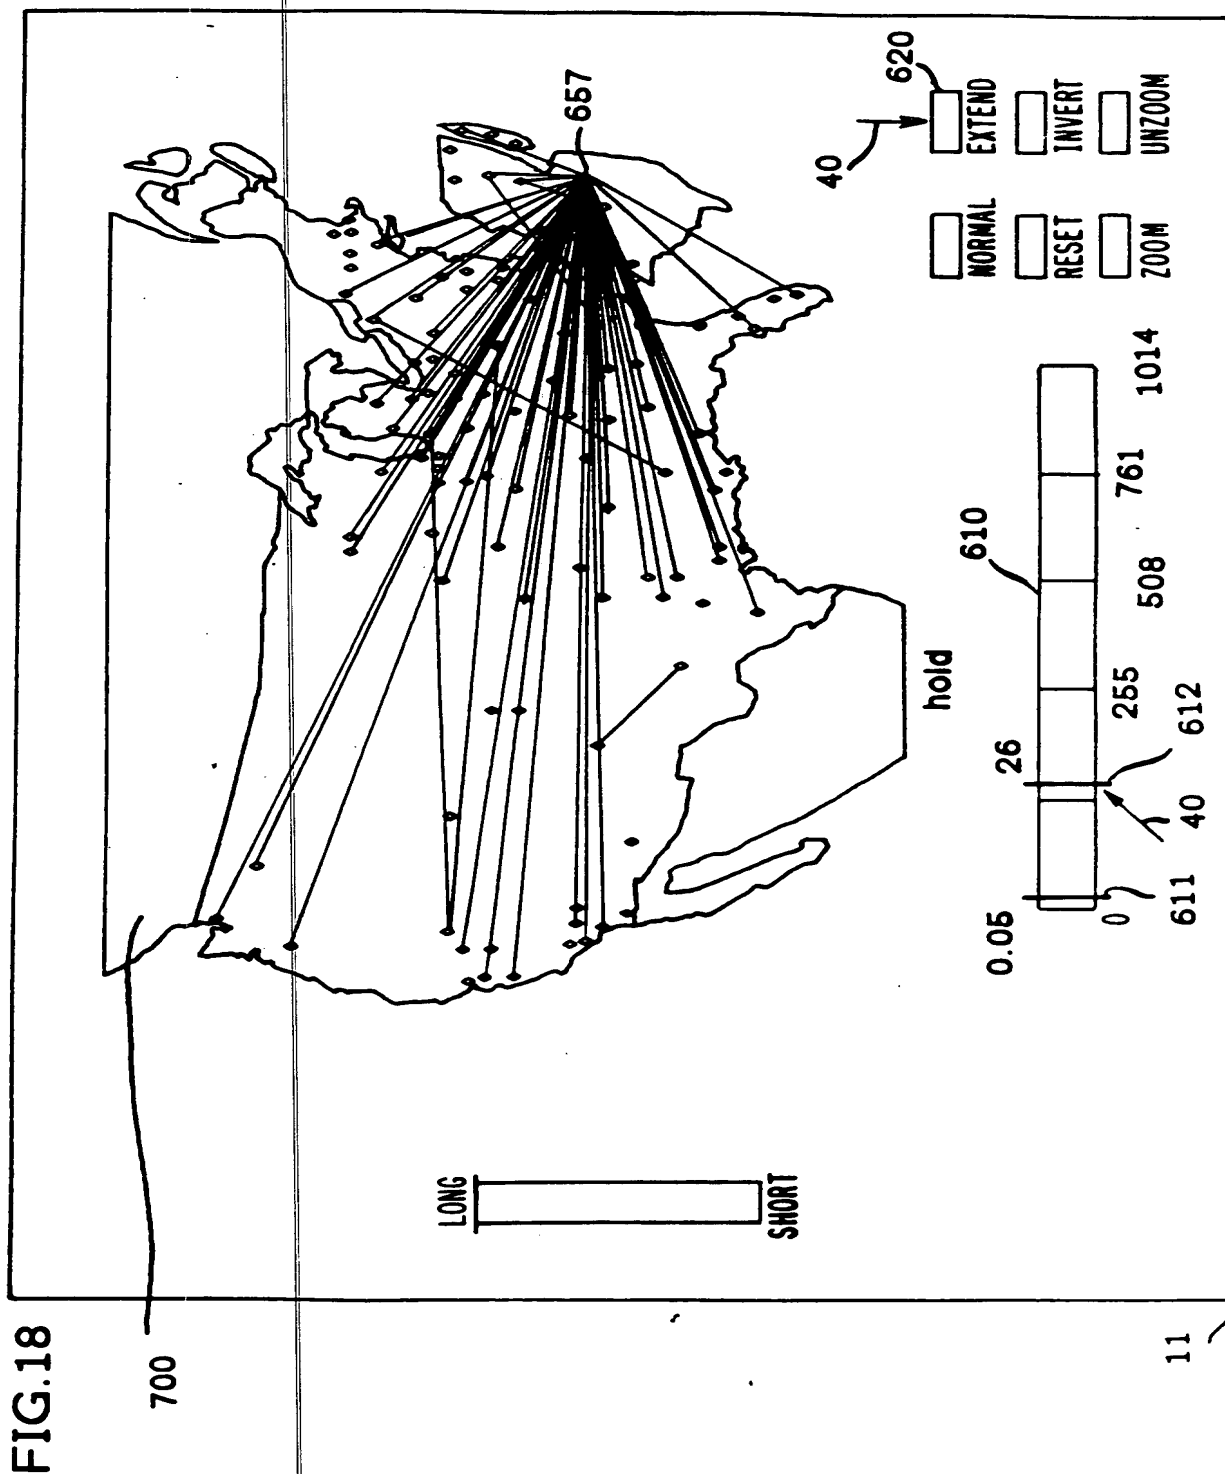 FIG.18
700
11
LONG
SHORT
657
hold
40
620
NORMAL
EXTEND
RESET
INVERT
ZOOM
UNZOOM
610
0.05
26
0
255
508
761
1014
611
40
612